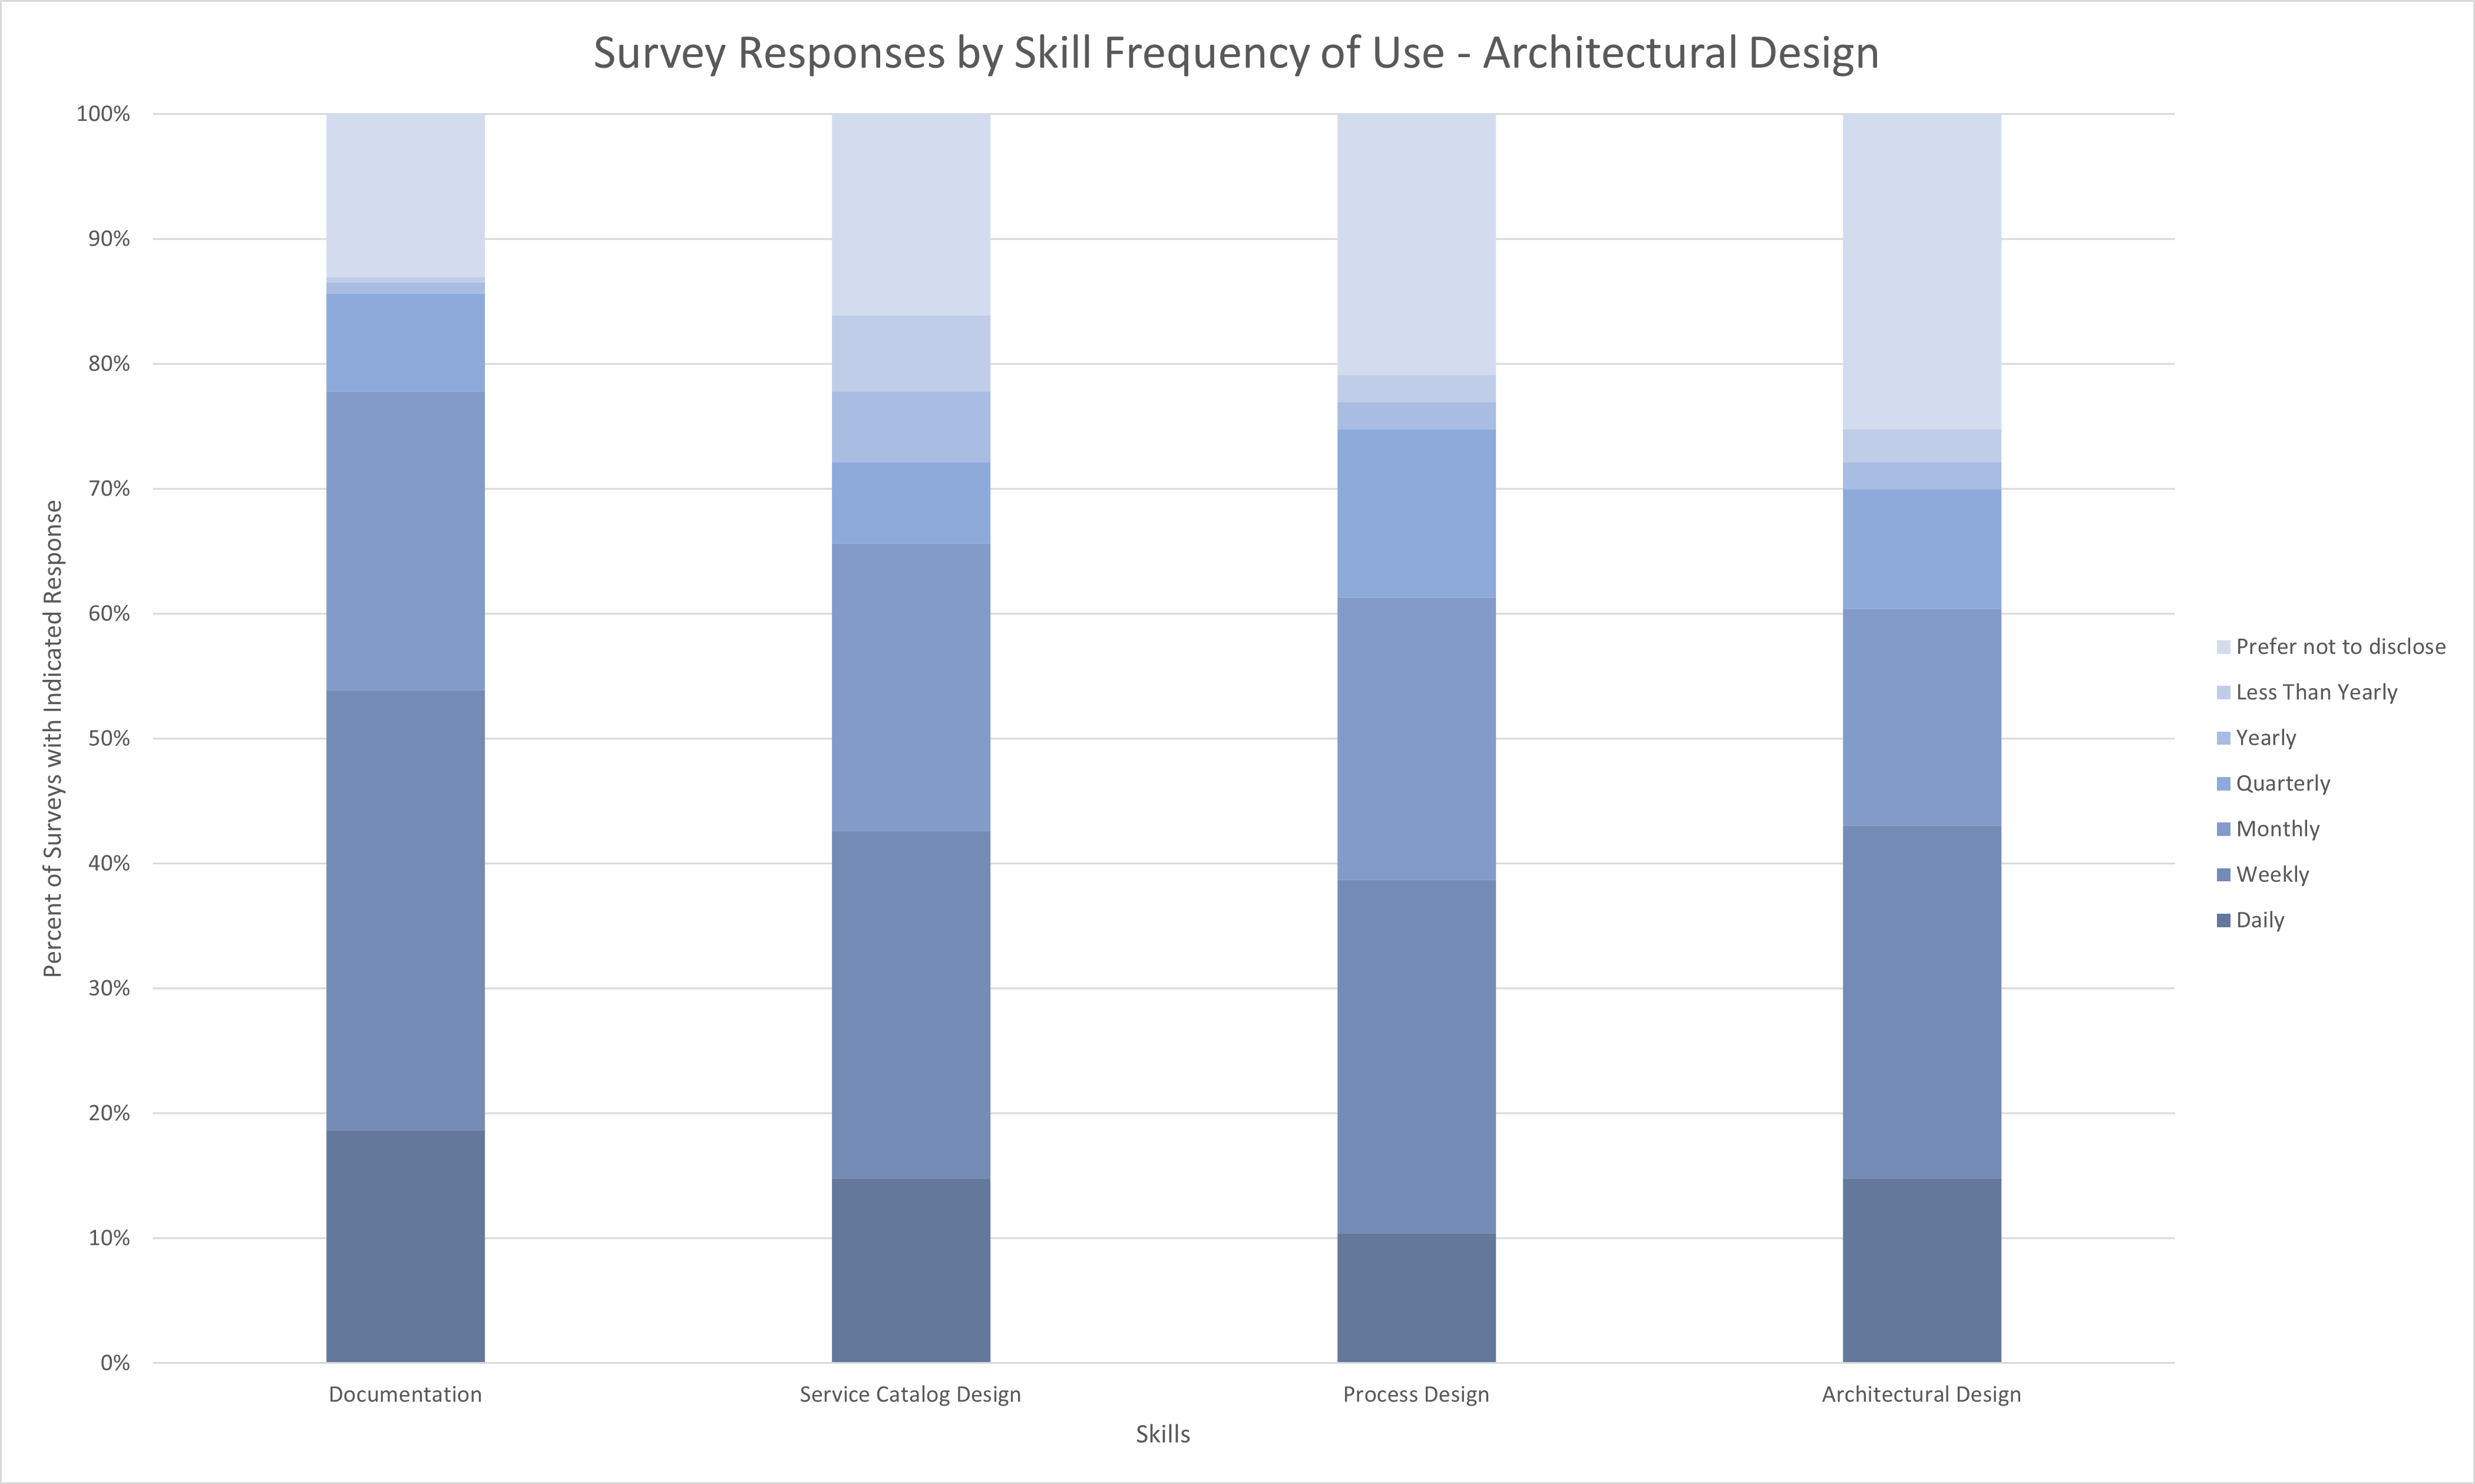 Survey Responses by Skill Frequency of Use - Architectural Design
100%
90%
80%
70%
60%
50%
40%
30%
20%
10%
0%
Percent of Surveys with Indicated Response
Documentation
Service Catalog Design
Process Design
Architectural Design
Skills
Prefer not to disclose
Less Than Yearly
Yearly
Quarterly
Monthly
Weekly
Daily